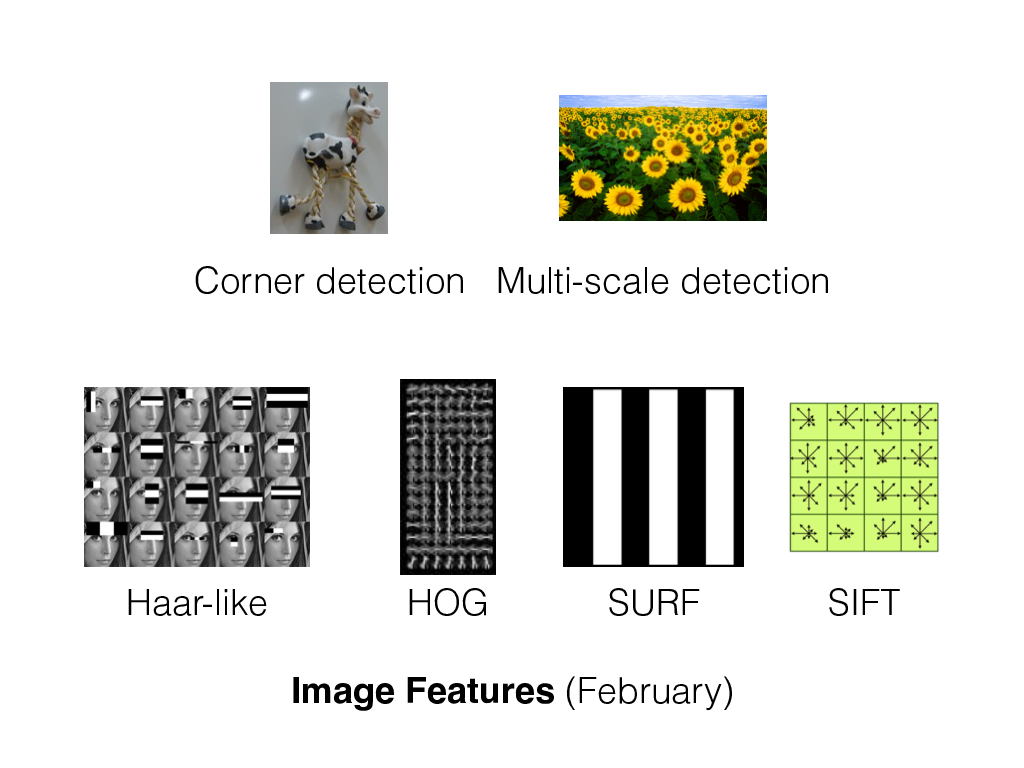 Corner detection Multi-scale detection
Haar-like HOG SURF SIFT
Image Features (February)